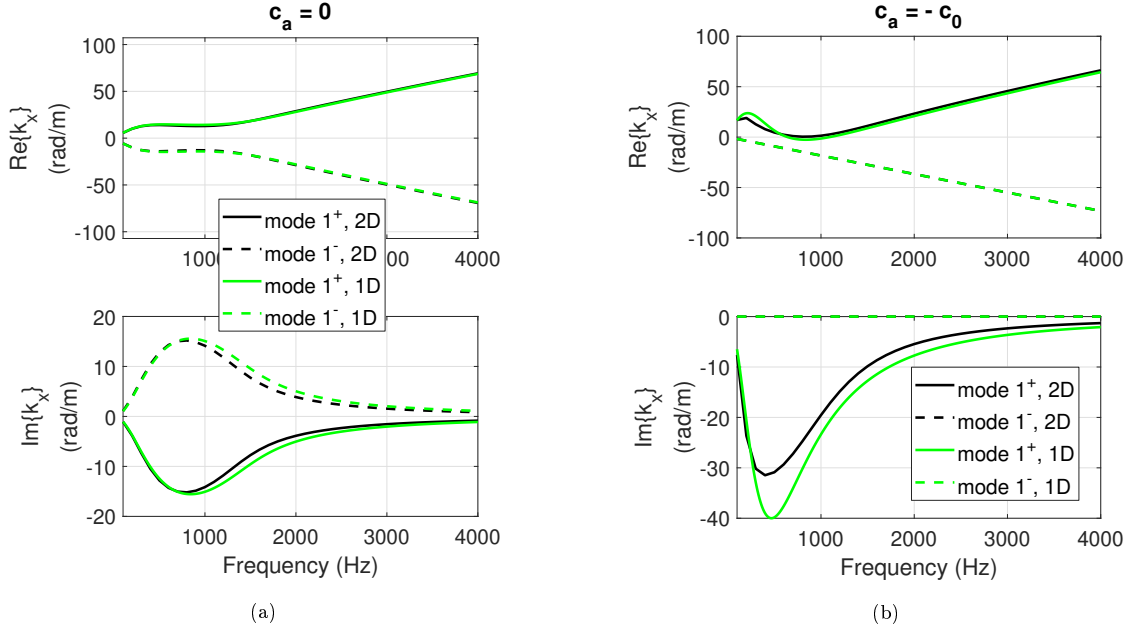 c_a = 0
100
50
0
-50
-100
Re{k_x}
(rad/m)
1000
2000
3000
4000
mode 1^+, 2D
mode 1^-, 2D
mode 1^+, 1D
mode 1^-, 1D
20
10
0
-10
-20
Im{k_x}
(rad/m)
1000
2000
3000
4000
Frequency (Hz)
(a)
c_a = - c_0
100
50
0
-50
-100
Re{k_x}
(rad/m)
1000
2000
3000
4000
0
-10
-20
-30
-40
Im{k_x}
(rad/m)
mode 1^+, 2D
mode 1^-, 2D
mode 1^+, 1D
mode 1^-, 1D
1000
2000
3000
4000
Frequency (Hz)
(b)